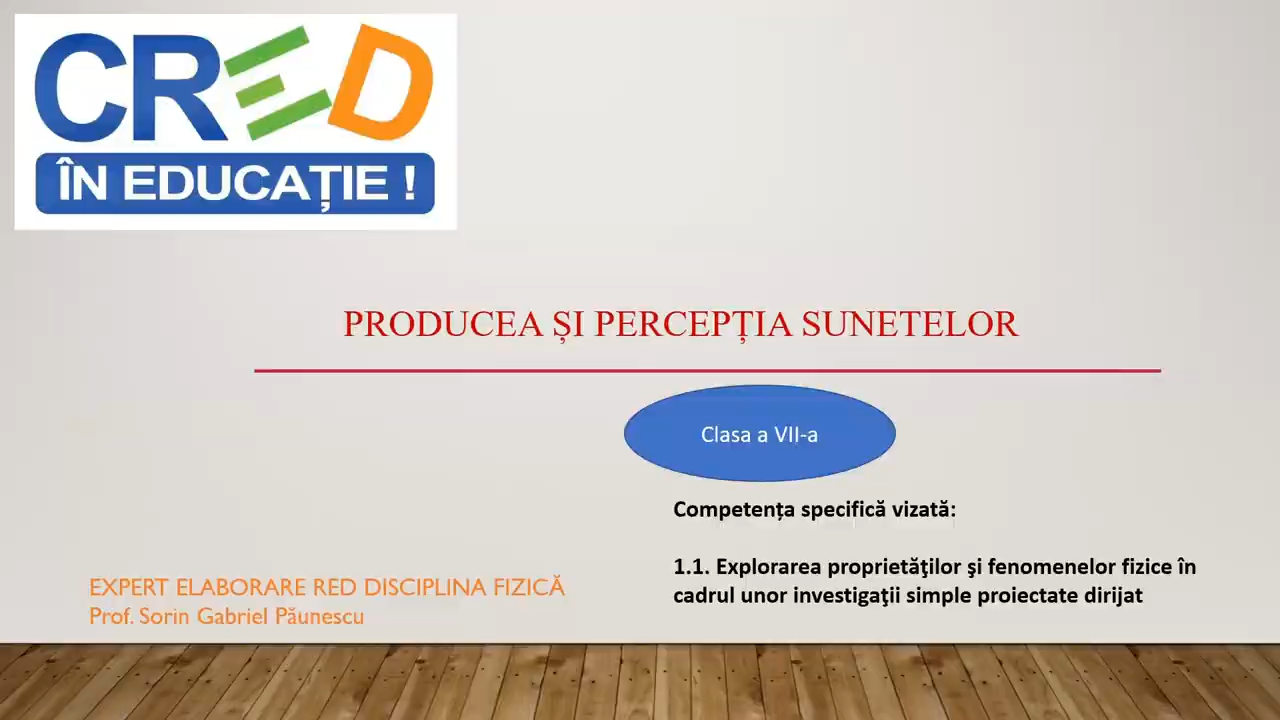 CRED
ÎN EDUCAȚIE !
PRODUCEA ȘI PERCEPȚIA SUNETELOR
Clasa a VII-a
Competența specifică vizată:
1.1. Explorarea proprietăţilor şi fenomenelor fizice în
cadrul unor investigaţii simple proiectate dirijat
EXPERT ELABORARE RED DISCIPLINA FIZICĂ
Prof. Sorin Gabriel Păunescu